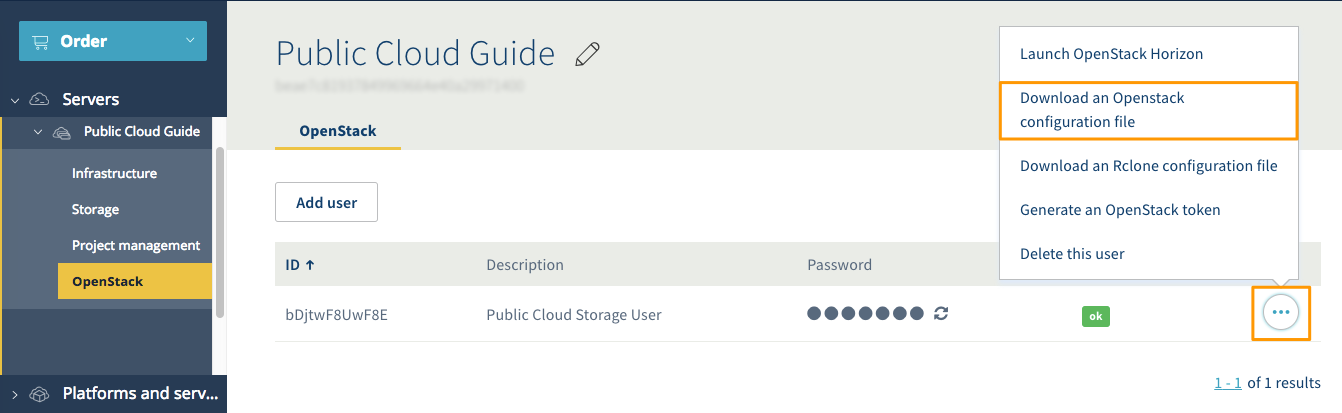 Order
Servers
Public Cloud Guide
Infrastructure
Storage
Project management
OpenStack
Platforms and serv...
Public Cloud Guide
OpenStack
Add user
Launch OpenStack Horizon
Download an Openstack
configuration file
Download an Rclone configuration file
Generate an OpenStack token
Delete this user
ID ↑ Description Password
bDjtwF8UwF8E Public Cloud Storage User ok
1 - 1 of 1 results